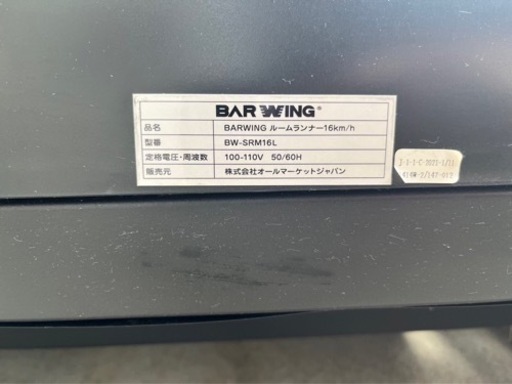 BARWING®
品名 BARWING ルームランナー16km/h
型番 BW-SRM16L
定格電圧・周波数 100-110V 50/60H
販売元 株式会社オールマーケットジャパン